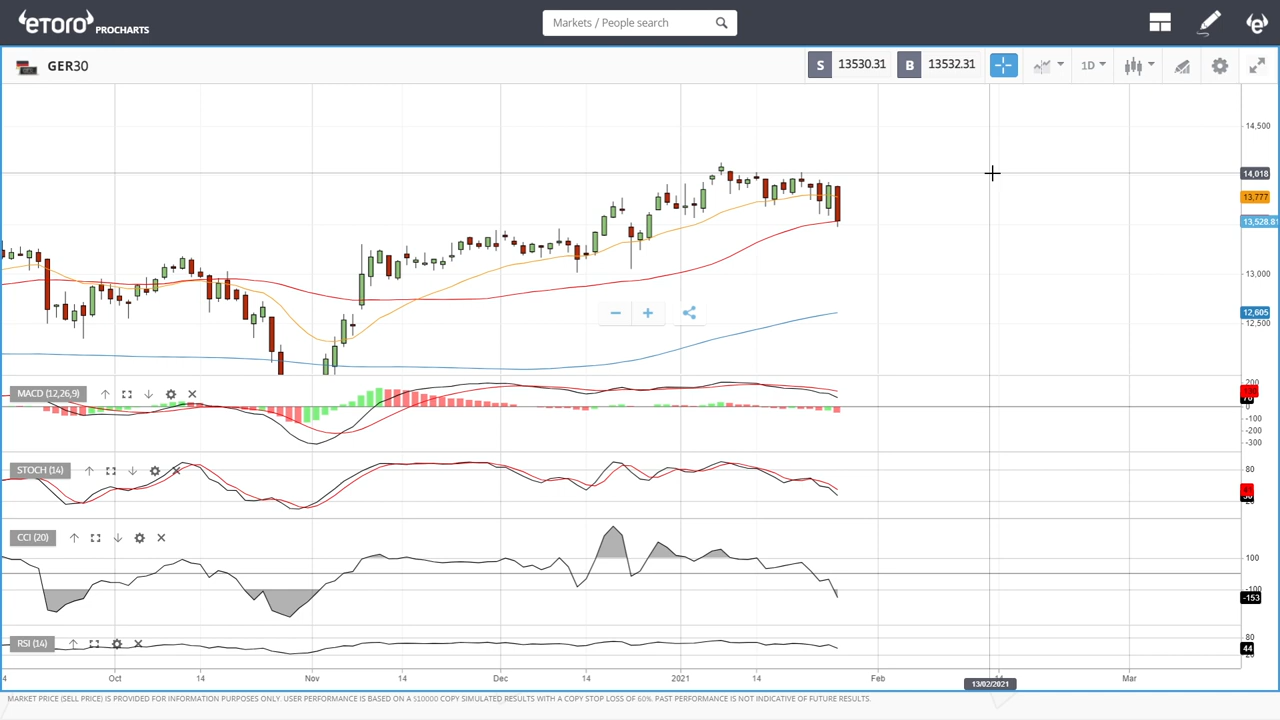 eToro PROCHARTS
Markets / People search
GER30
S 13530.31 B 13532.31 1D
14,500
14,018
13,777
13,528.81
13,000
12,605
12,500
MACD (12,26,9)
200
0
-100
-200
-300
STOCH (14)
80
CCI (20)
100
-100
-153
RSI (14)
80
44
4 Oct 14 Nov 14 Dec 14 2021 14 Feb Mar
13/02/2021
MARKET PRICE (SELL PRICE) IS PROVIDED FOR INFORMATION PURPOSES ONLY. USER PERFORMANCE IS BASED ON A $10000 COPY SIMULATED RESULTS WITH A COPY STOP LOSS OF 60%. PAST PERFORMANCE IS NOT INDICATIVE OF FUTURE RESULTS.